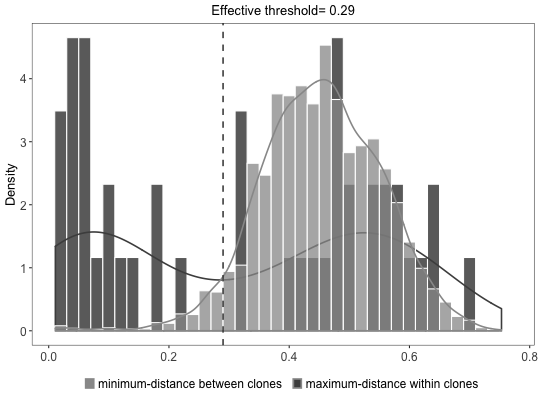 Effective threshold= 0.29
Density
4
3
2
1
0
0.0 0.2 0.4 0.6 0.8
minimum-distance between clones maximum-distance within clones